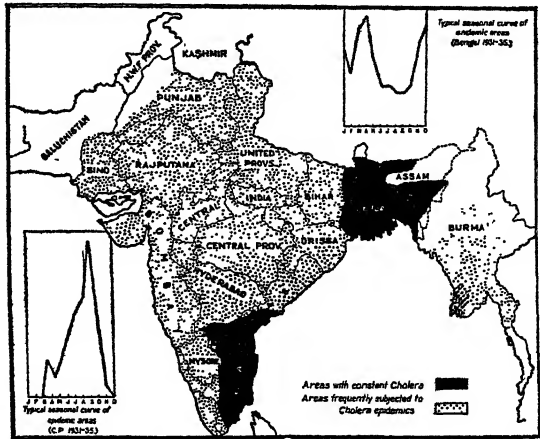 Typical seasonal curve of
endemic areas
(Bengal 1931-35)
J F M A M J J A S O N D
KASHMIR
N.W.F. PROV.
PUNJAB
BALUCHISTAN
SIND
RAJPUTANA
UNITED
PROVS.
ASSAM
CENTRAL
INDIA
BIHAR
BURMA
BOMBAY
CENTRAL PROV.
ORISSA
HYDERABAD
MYSORE
J F M A M J J A S O N D
Typical seasonal curve of
epidemic areas
(C.P. 1931-35)
Areas with constant Cholera
Areas frequently subjected to
Cholera epidemics